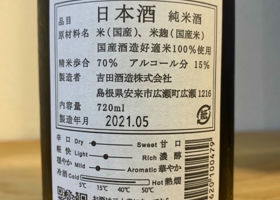 品目 日本酒 純米酒
原材料名 米(国産)、米麹(国産米)
国産酒造好適米100%使用
精米歩合 70% アルコール分 15%
製造者 吉田酒造株式会社
島根県安来市広瀬町広瀬 1216
内容量 720ml
製造年月 2021.05
辛口 Dry Sweet 甘口
軽快 Light Rich 濃醇
穏やか Mild Aromatic 華やか
冷酒 Cold Hot 熱燗
5℃ 15℃ 40℃ 50℃
620100479